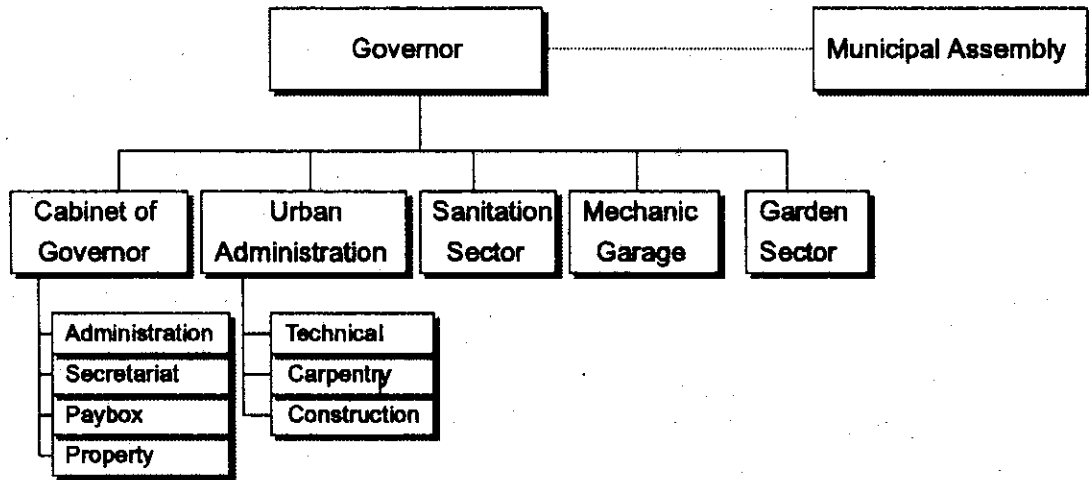 Governor
Municipal Assembly
Cabinet of
Governor
Urban
Administration
Sanitation
Sector
Mechanic
Garage
Garden
Sector
Administration
Secretariat
Paybox
Property
Technical
Carpentry
Construction